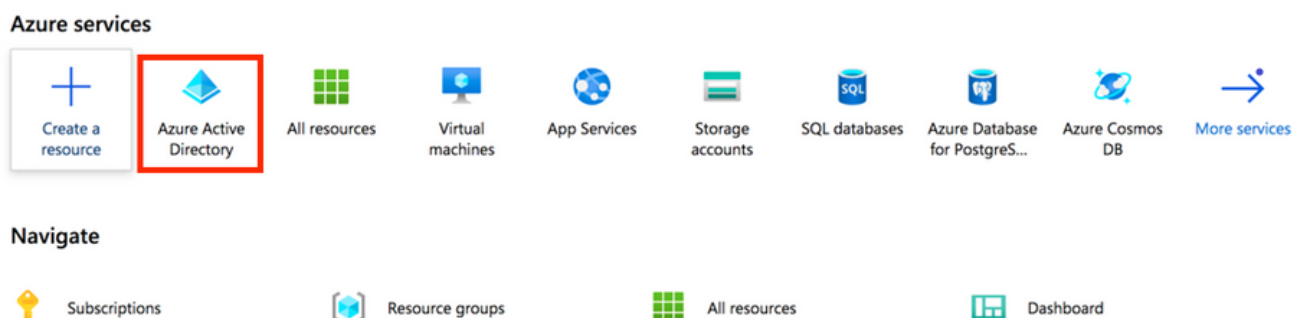 Azure services
Create a resource
Azure Active Directory
All resources
Virtual machines
App Services
Storage accounts
SQL
SQL databases
Azure Database for PostgreS...
Azure Cosmos DB
More services
Navigate
Subscriptions
Resource groups
All resources
Dashboard